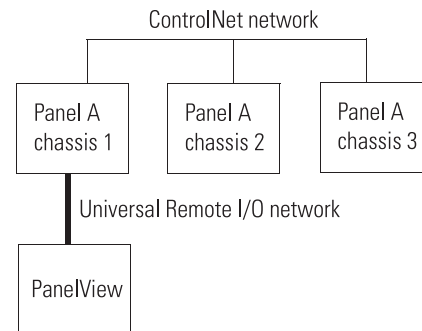 ControlNet network
Panel A
chassis 1
Panel A
chassis 2
Panel A
chassis 3
Universal Remote I/O network
PanelView